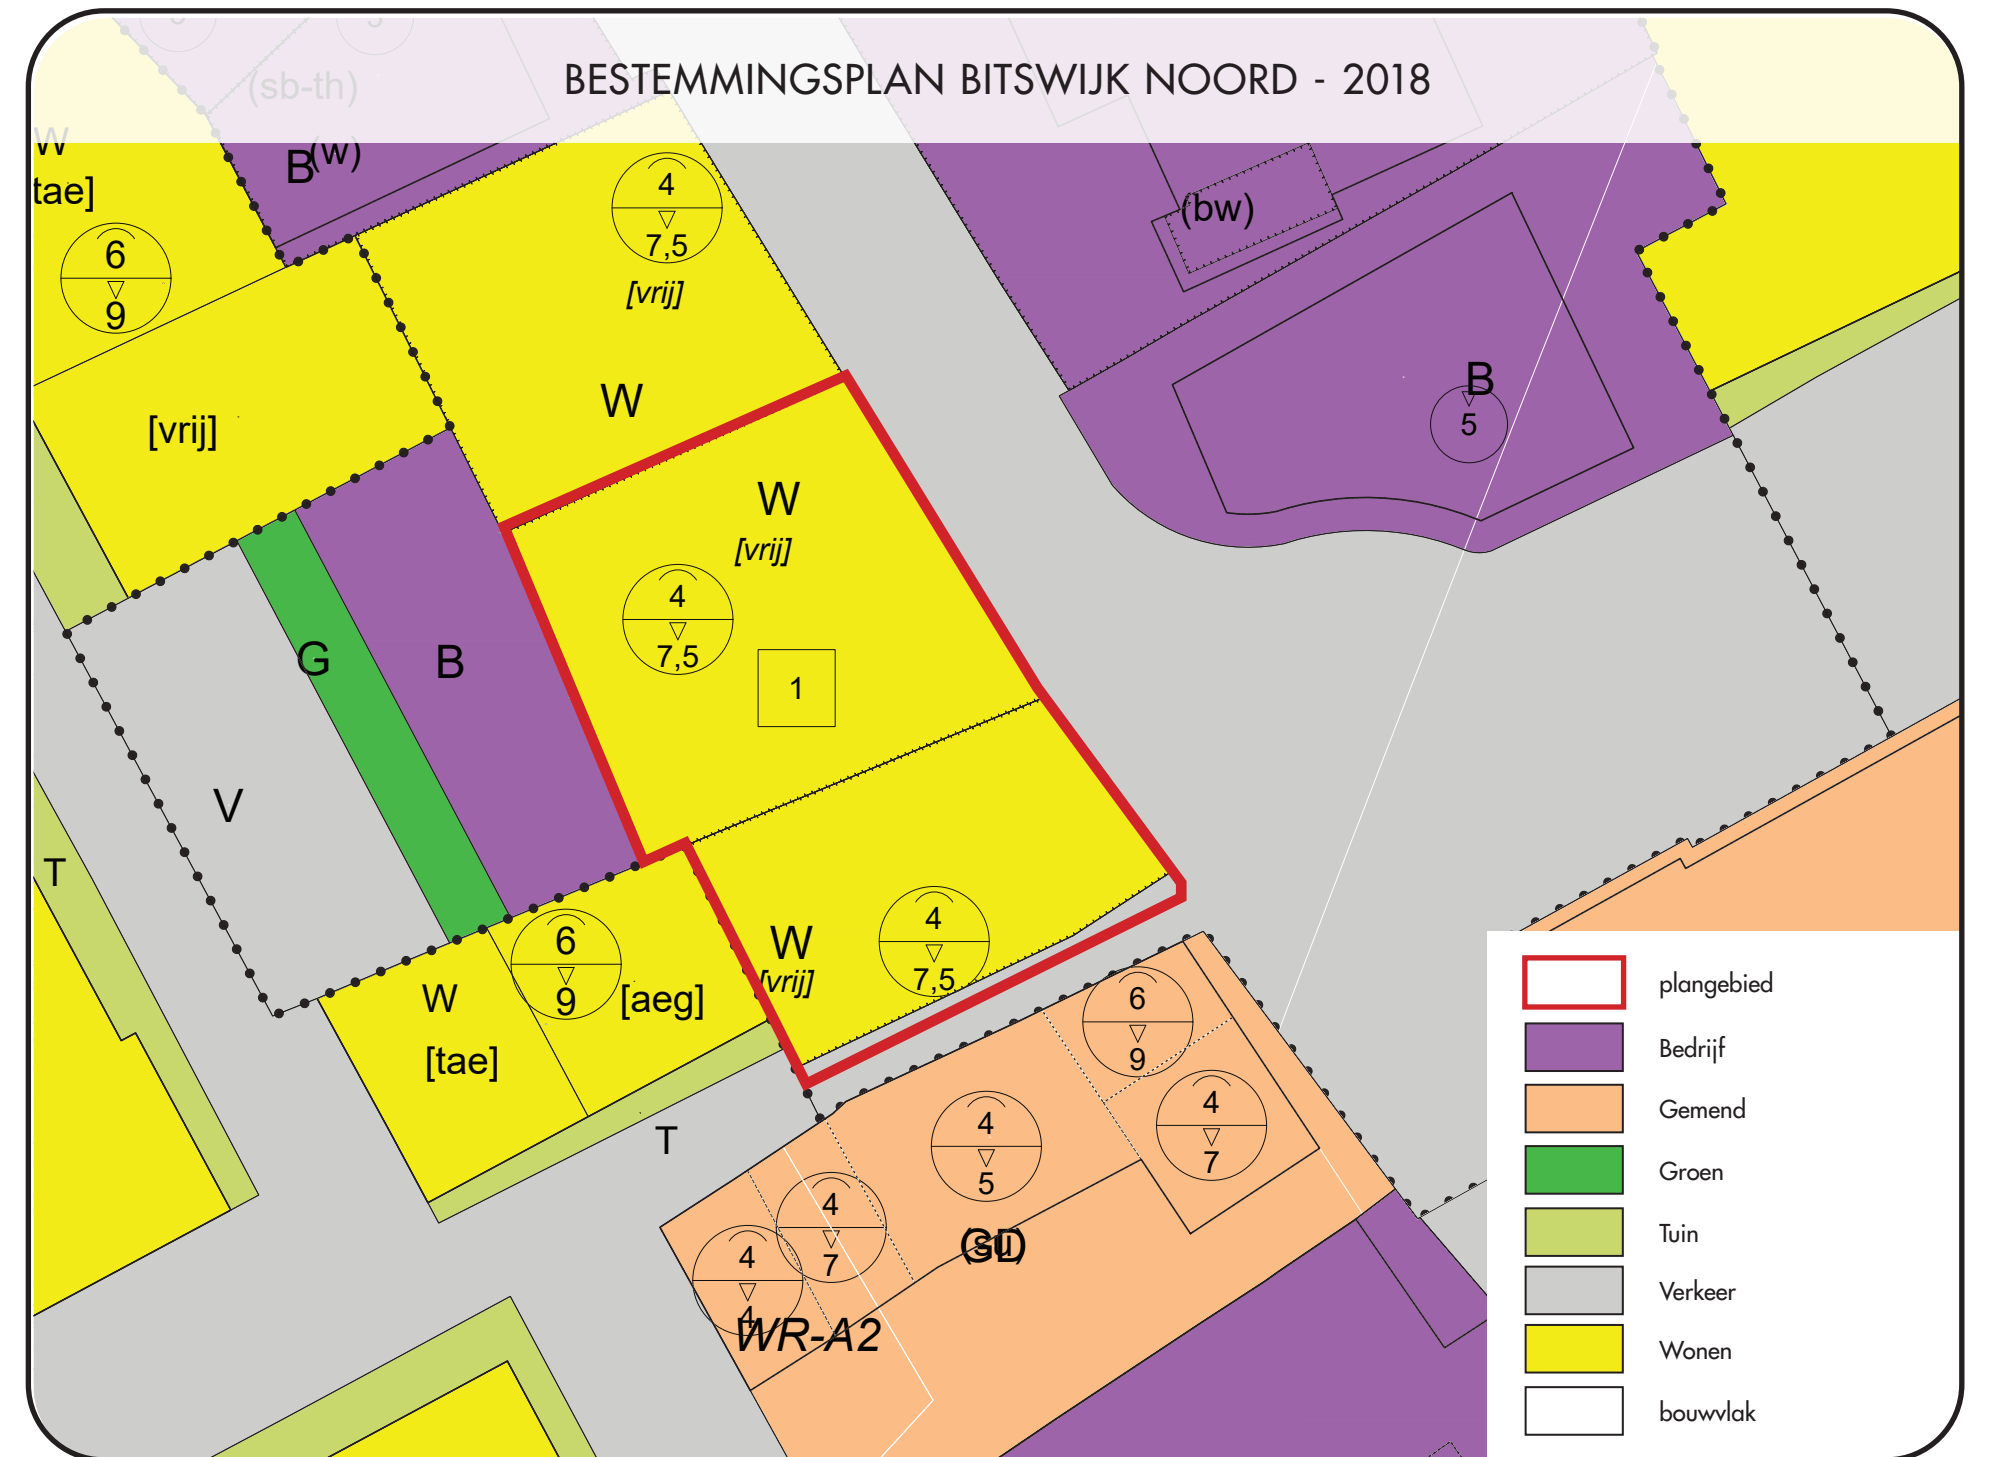 BESTEMMINGSPLAN BITSWIJK NOORD - 2018
(sb-th)
W
tae]
B
(w)
4
7,5
[vrij]
(bw)
6
9
B
5
W
[vrij]
W
[vrij]
4
7,5
1
G
B
V
T
6
9
W
[aeg]
[tae]
W
[vrij]
4
7,5
T
6
9
4
7
4
5
4
7
4
4
(su)
GD
WR-A2
plangebied
Bedrijf
Gemend
Groen
Tuin
Verkeer
Wonen
bouwvlak